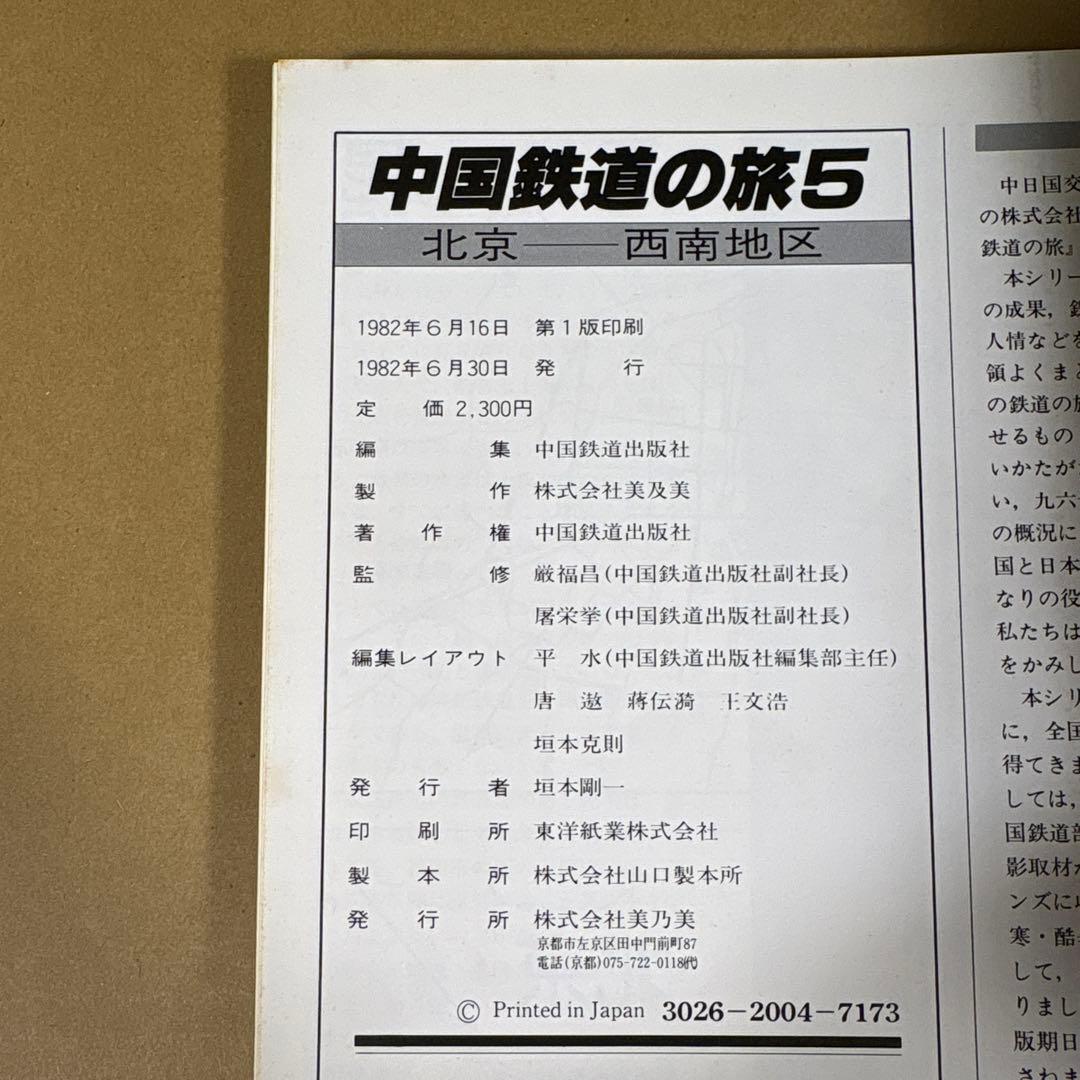 中国鉄道の旅5
北京――西南地区
1982年6月16日 第1版印刷
1982年6月30日 発行
定価 2,300円
編集 中国鉄道出版社
製作 株式会社美及美
著作権 中国鉄道出版社
監修 厳福昌(中国鉄道出版社副社長)
屠栄挙(中国鉄道出版社副社長)
編集レイアウト 平 水(中国鉄道出版社編集部主任)
唐 遨 蒋伝漪 王文浩
垣本克則
発行者 垣本剛一
印刷所 東洋紙業株式会社
製本所 株式会社山口製本所
発行所 株式会社美乃美
京都市左京区田中門前町87
電話(京都)075-722-0118㈹
© Printed in Japan 3026-2004-7173
中日国交
の株式会社
鉄道の旅』
本シリー
の成果，鉄
人情などを
領よくまと
の鉄道の旅
せるもの
いかたが
い，九六
の概況に
国と日本
なりの役
私たちは
をかみし
本シリ
に，全国
得てきま
しては，
国鉄道部
影取材が
ンズに収
寒・酷
して，
りまし
版期日
さわま